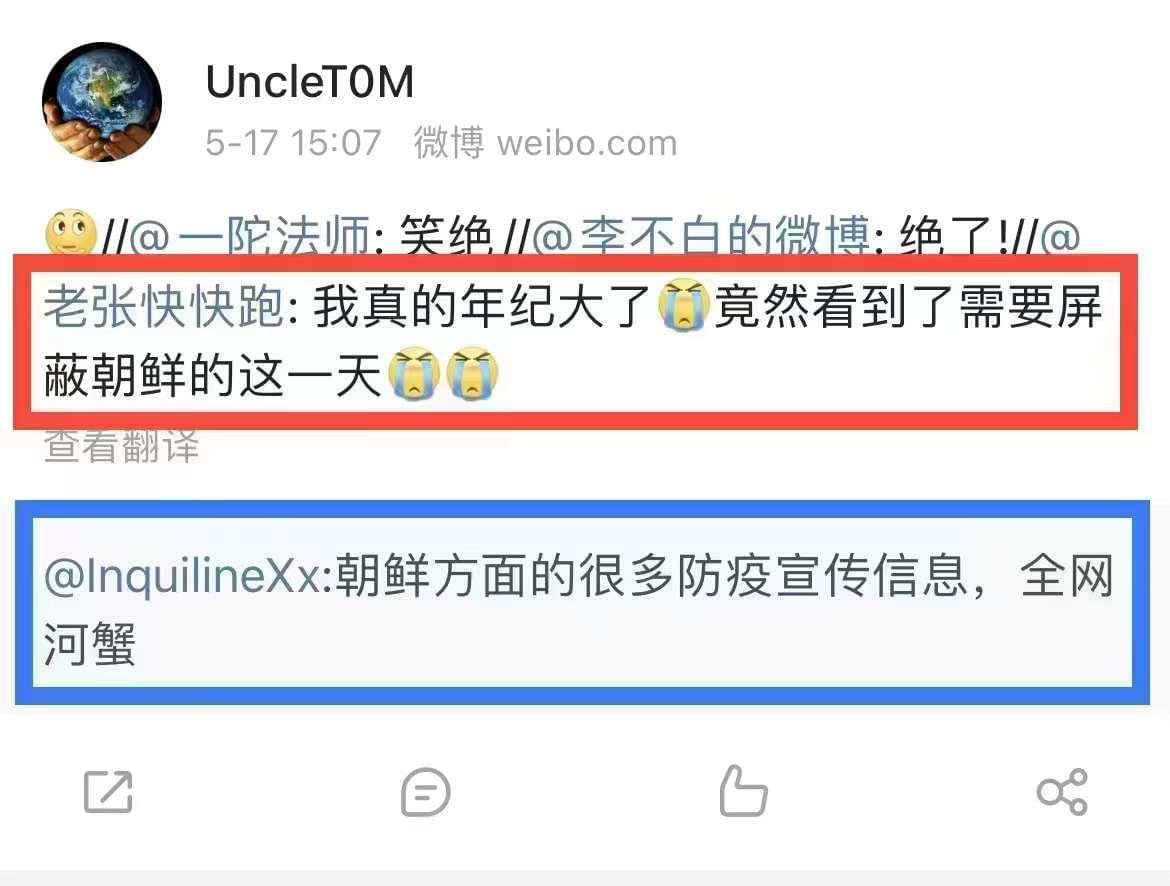 UncleT0M
5-17 15:07 微博 weibo.com
🙄//@一陀法师: 笑绝 //@李不白的微博: 绝了!//@
老张快快跑: 我真的年纪大了😭竟然看到了需要屏
蔽朝鲜的这一天😭😭
查看翻译
@InquilineXx:朝鲜方面的很多防疫宣传信息，全网
河蟹